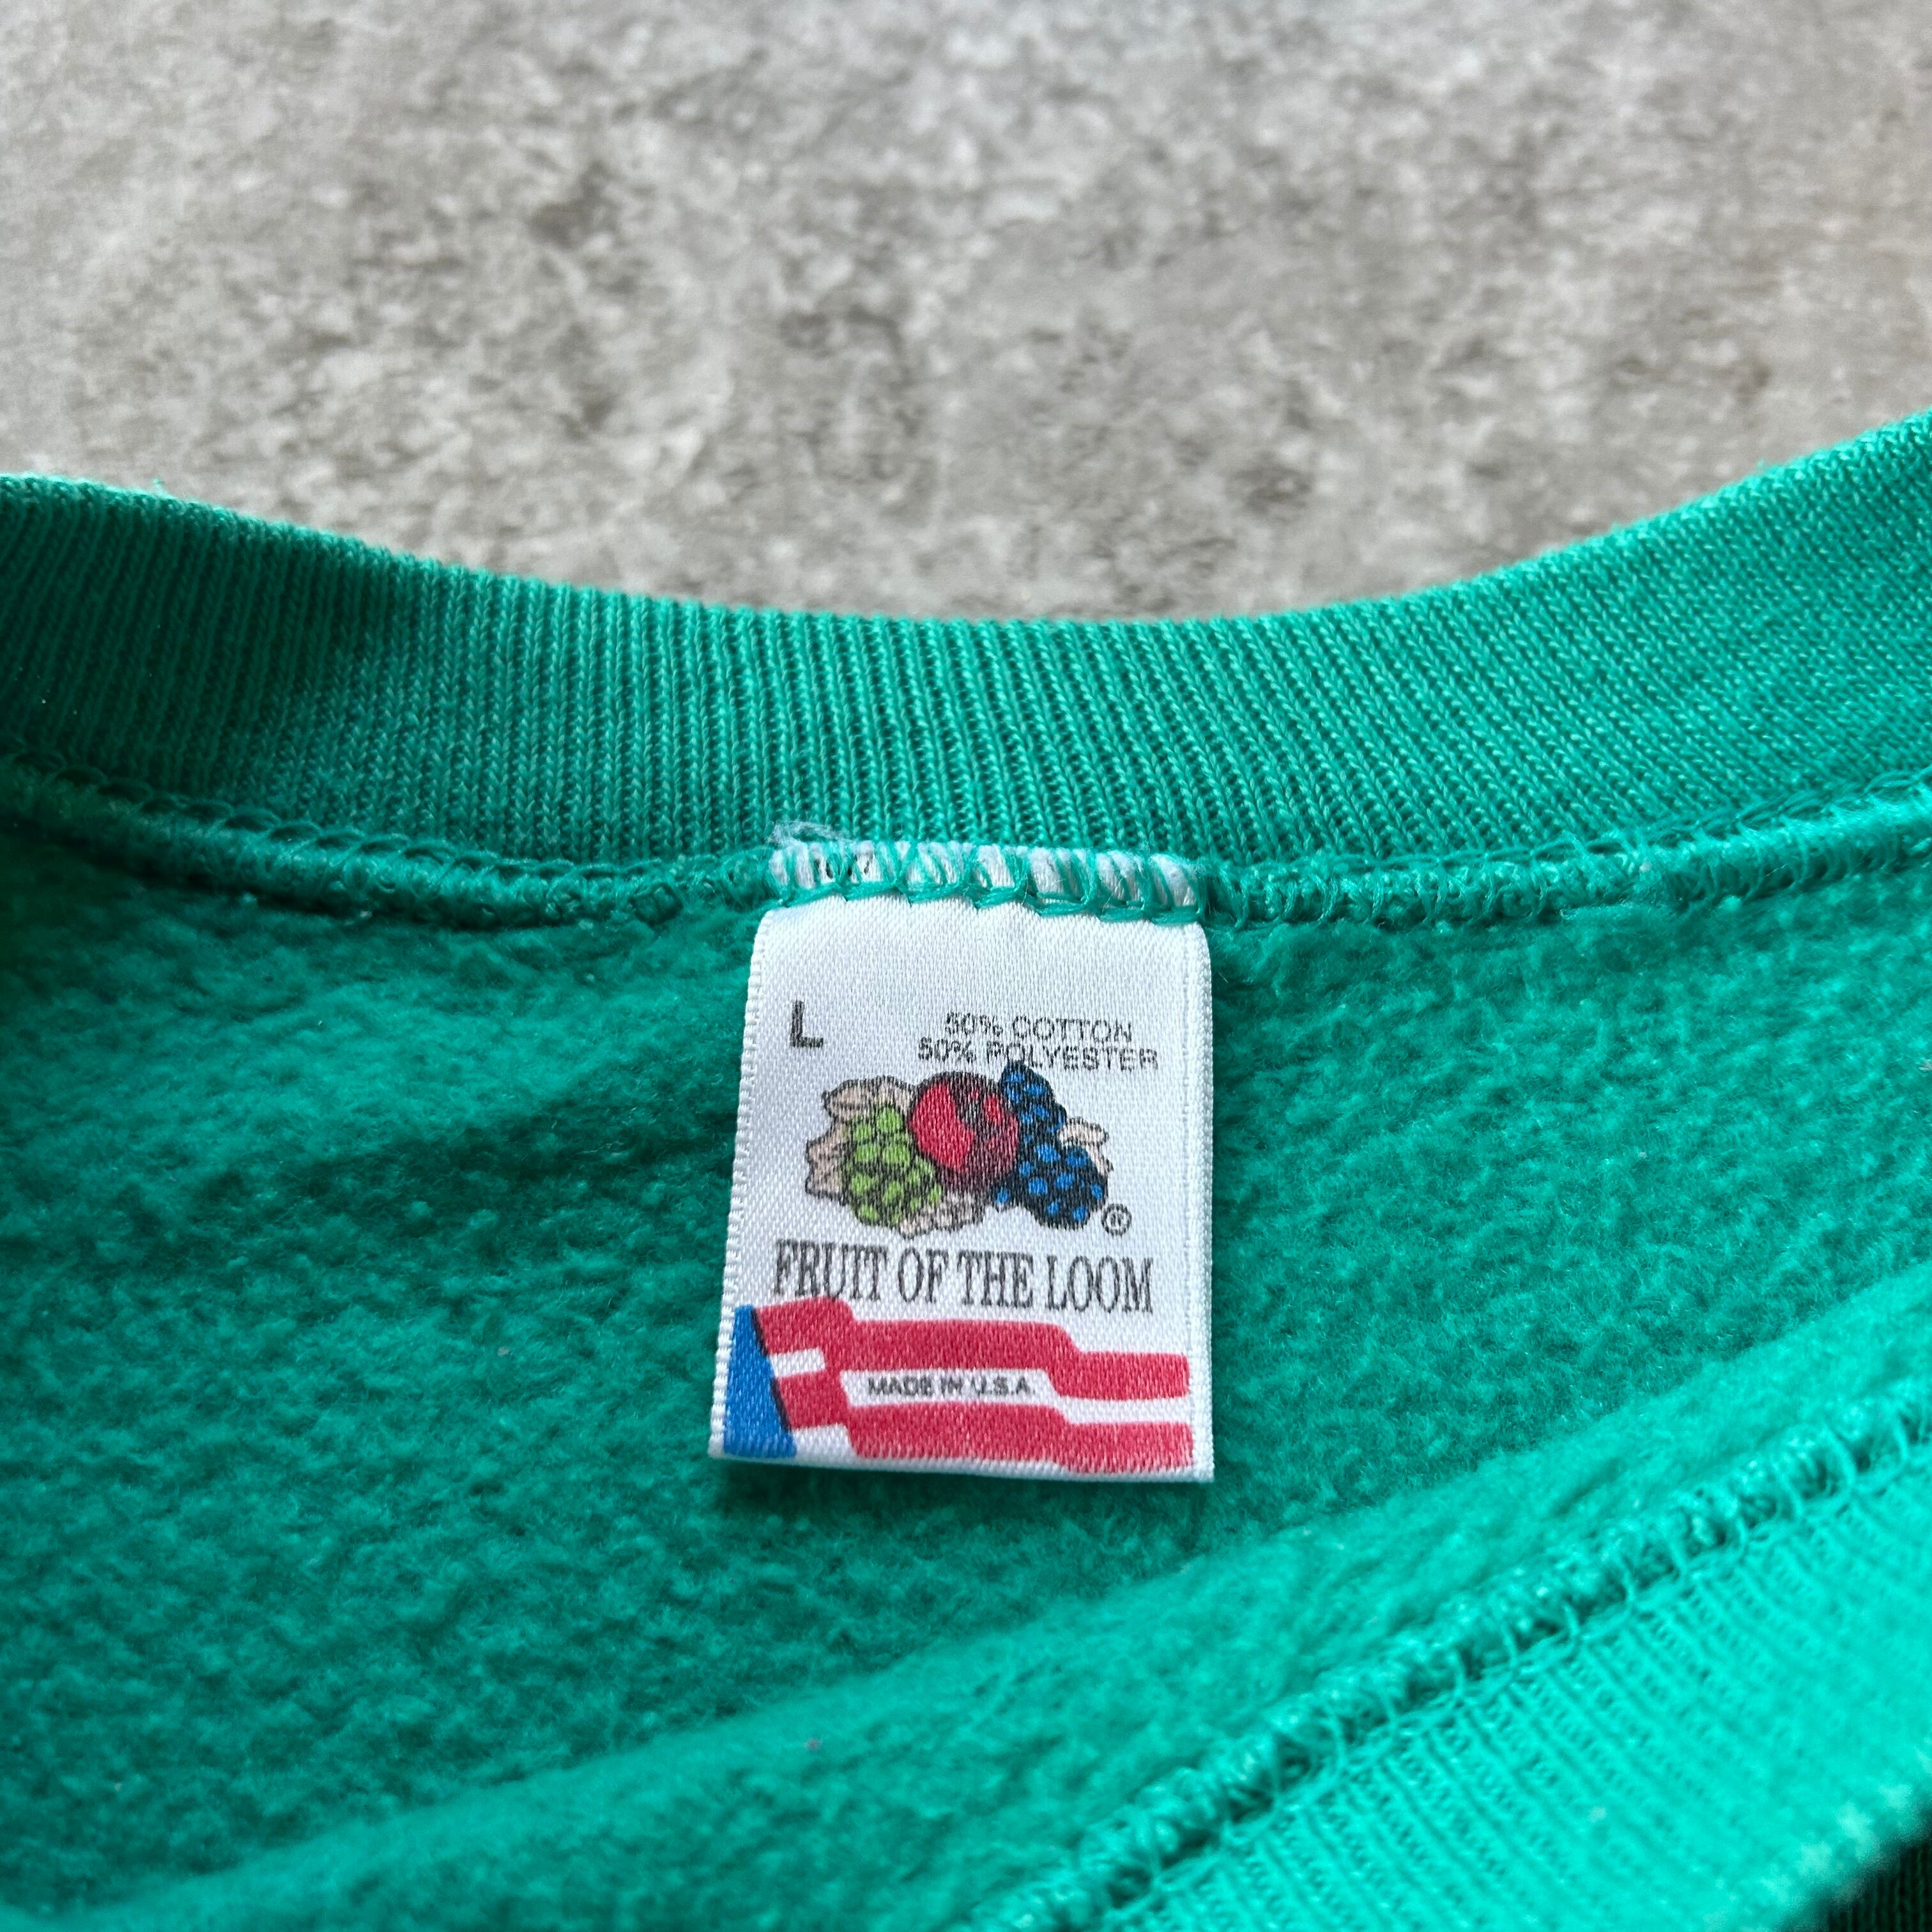 L
50% COTTON
50% POLYESTER
®
FRUIT OF THE LOOM
MADE IN U.S.A.